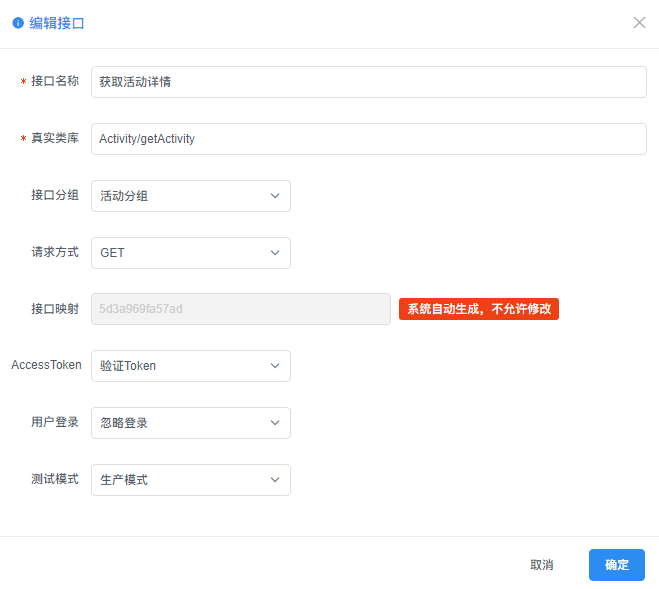 编辑接口
* 接口名称 获取活动详情
* 真实类库 Activity/getActivity
接口分组 活动分组
请求方式 GET
接口映射 5d3a969fa57ad 系统自动生成，不允许修改
AccessToken 验证Token
用户登录 忽略登录
测试模式 生产模式
取消 确定